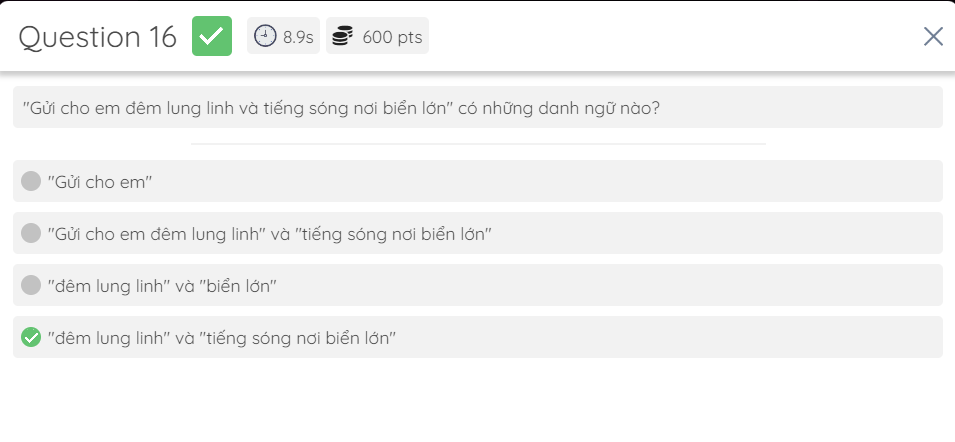 Question 16 8.9s 600 pts
"Gửi cho em đêm lung linh và tiếng sóng nơi biển lớn" có những danh ngữ nào?
"Gửi cho em"
"Gửi cho em đêm lung linh" và "tiếng sóng nơi biển lớn"
"đêm lung linh" và "biển lớn"
"đêm lung linh" và "tiếng sóng nơi biển lớn"